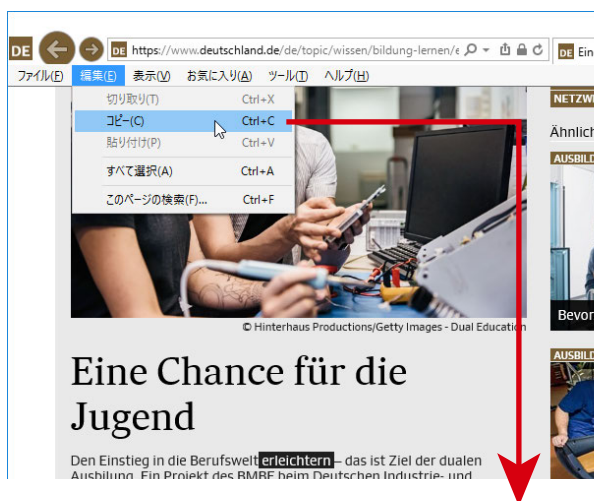 DE
DE https://www.deutschland.de/de/topic/wissen/bildung-lernen/e
DE Ein
ファイル(F) 編集(E) 表示(V) お気に入り(A) ツール(T) ヘルプ(H)
切り取り(T) Ctrl+X
コピー(C) Ctrl+C
貼り付け(P) Ctrl+V
すべて選択(A) Ctrl+A
このページの検索(F)... Ctrl+F
NETZW
Ähnlich
AUSBILD
Bevor
AUSBILD
© Hinterhaus Productions/Getty Images - Dual Education
Eine Chance für die
Jugend
Den Einstieg in die Berufswelt erleichtern – das ist Ziel der dualen
Ausbilung. Ein Projekt des BMBF beim Deutschen Industrie- und